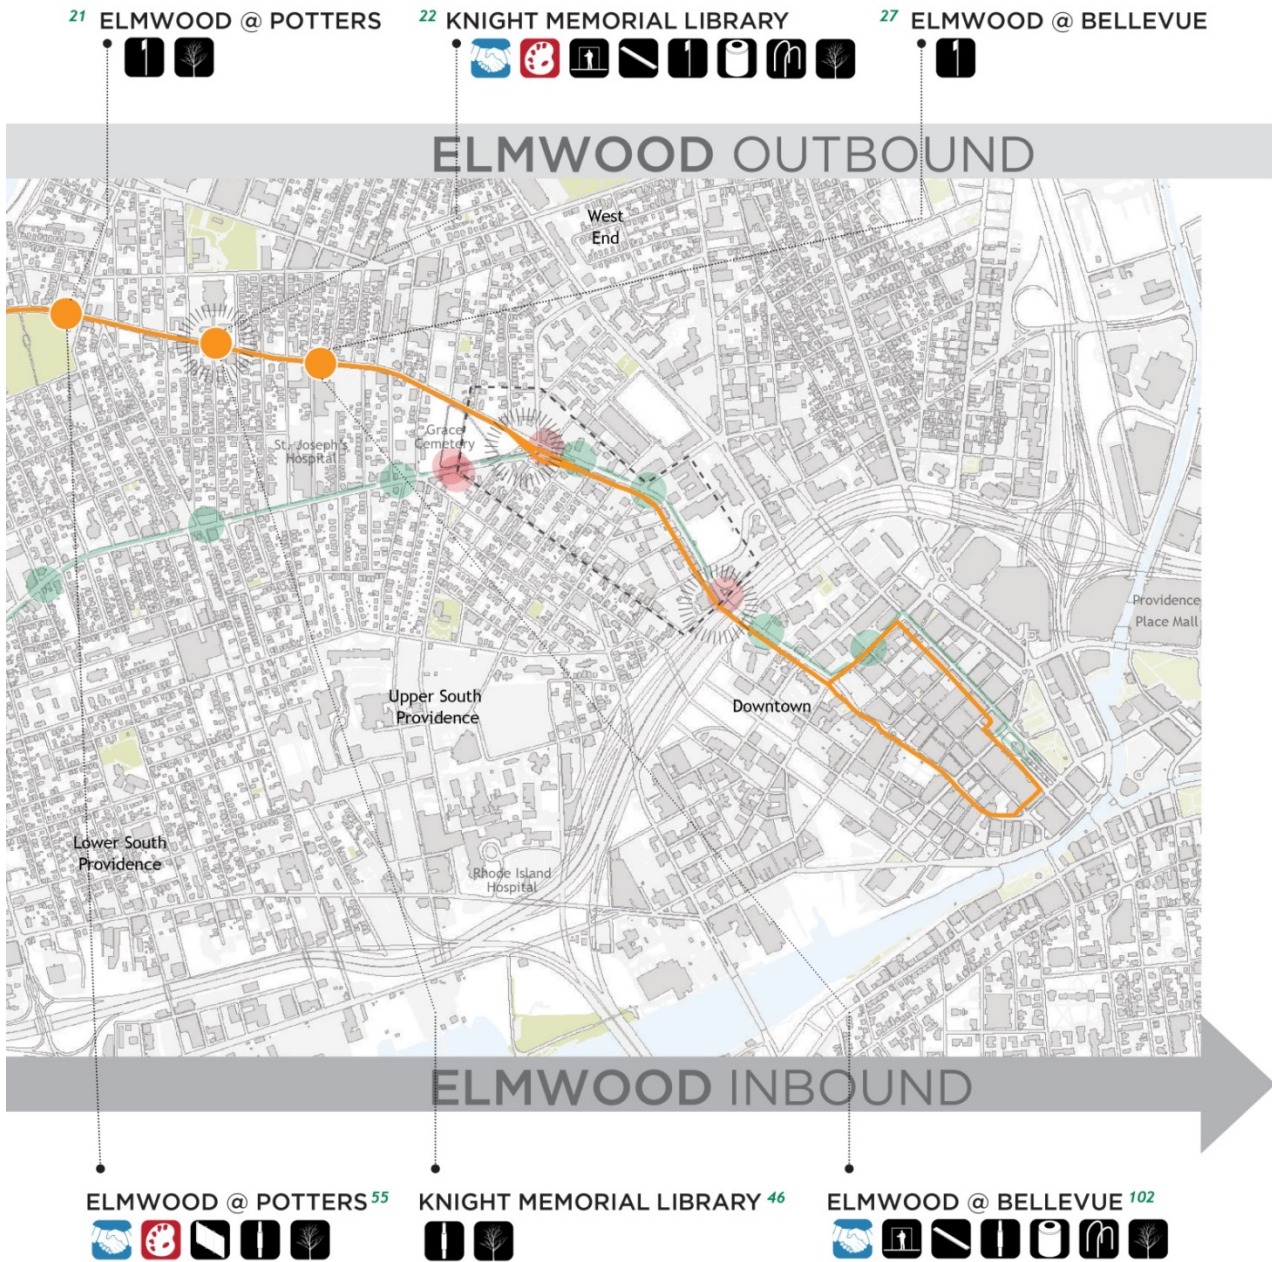 21 ELMWOOD @ POTTERS
22 KNIGHT MEMORIAL LIBRARY
27 ELMWOOD @ BELLEVUE
ELMWOOD OUTBOUND
West
End
Grace
Cemetery
St. Joseph's
Hospital
Providence
Place Mall
Upper South
Providence
Downtown
Lower South
Providence
Rhode Island
Hospital
ELMWOOD INBOUND
ELMWOOD @ POTTERS 55
KNIGHT MEMORIAL LIBRARY 46
ELMWOOD @ BELLEVUE 102